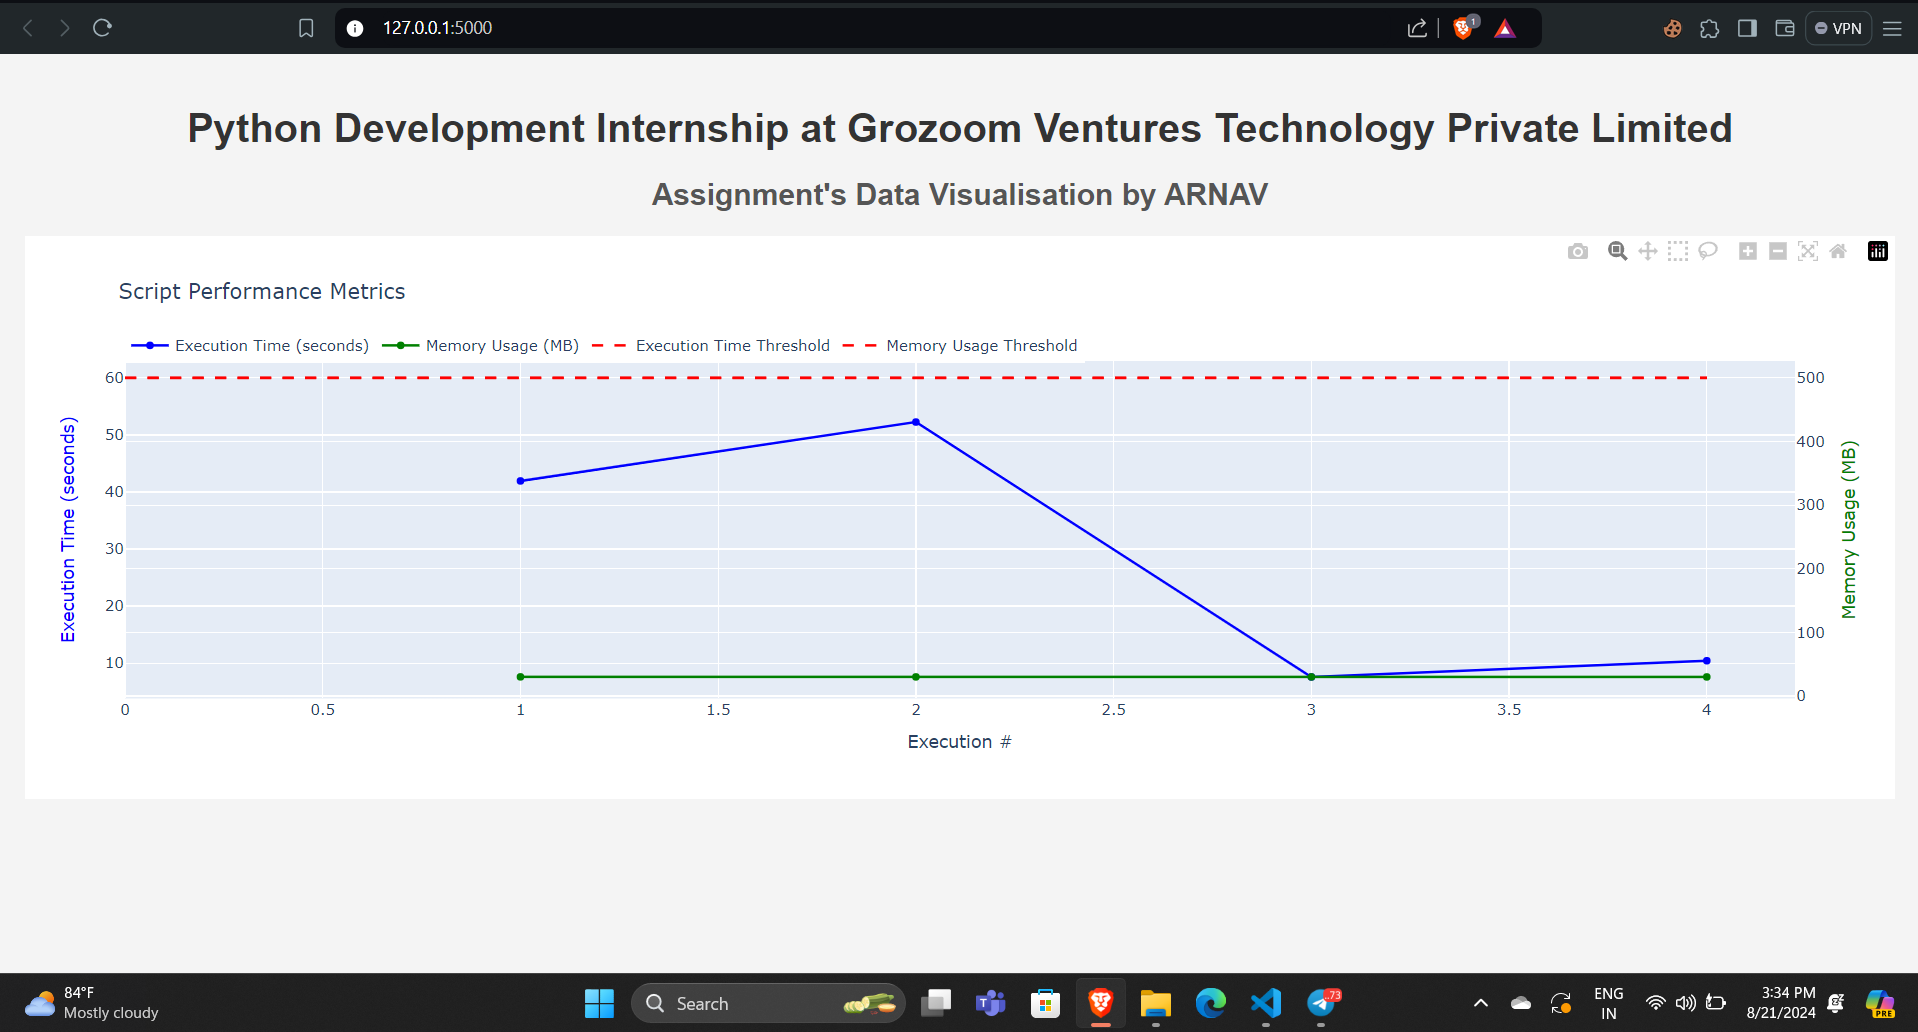 127.0.0.1:5000
1
VPN
Python Development Internship at Grozoom Ventures Technology Private Limited
Assignment's Data Visualisation by ARNAV
Script Performance Metrics
Execution Time (seconds) Memory Usage (MB) Execution Time Threshold Memory Usage Threshold
60
50
40
30
20
10
Execution Time (seconds)
500
400
300
200
100
0
Memory Usage (MB)
0 0.5 1 1.5 2 2.5 3 3.5 4
Execution #
84°F
Mostly cloudy
Search
T
..73
ENG
IN
3:34 PM
8/21/2024
PRE